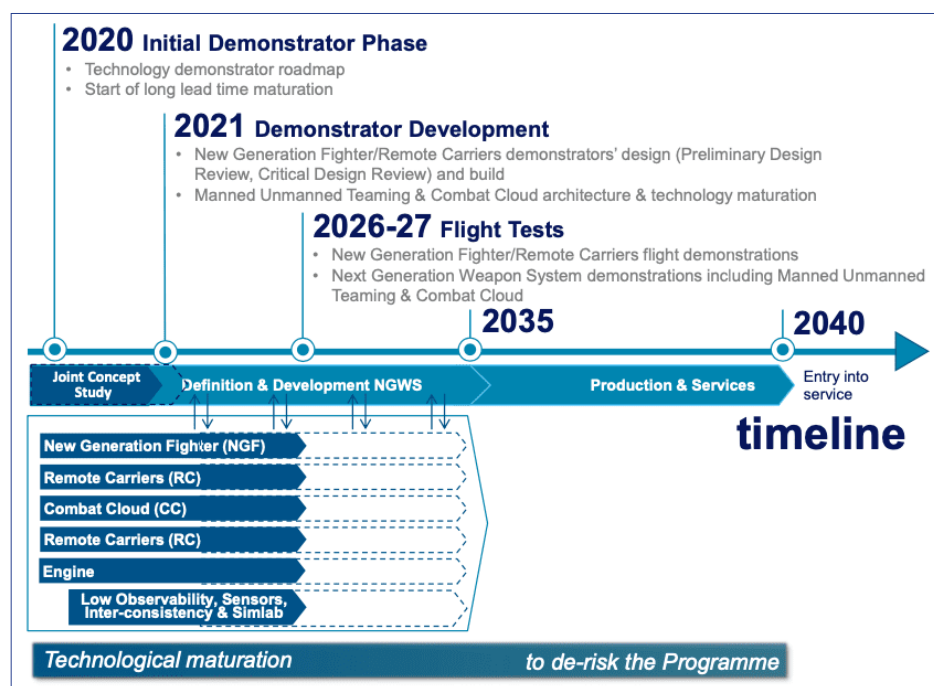 2020 Initial Demonstrator Phase
• Technology demonstrator roadmap
• Start of long lead time maturation
2021 Demonstrator Development
• New Generation Fighter/Remote Carriers demonstrators' design (Preliminary Design
Review, Critical Design Review) and build
• Manned Unmanned Teaming & Combat Cloud architecture & technology maturation
2026-27 Flight Tests
• New Generation Fighter/Remote Carriers flight demonstrations
• Next Generation Weapon System demonstrations including Manned Unmanned
Teaming & Combat Cloud
2035
2040
Joint Concept
Study
Definition & Development NGWS
Production & Services
Entry into
service
timeline
New Generation Fighter (NGF)
Remote Carriers (RC)
Combat Cloud (CC)
Remote Carriers (RC)
Engine
Low Observability, Sensors,
Inter-consistency & Simlab
Technological maturation
to de-risk the Programme